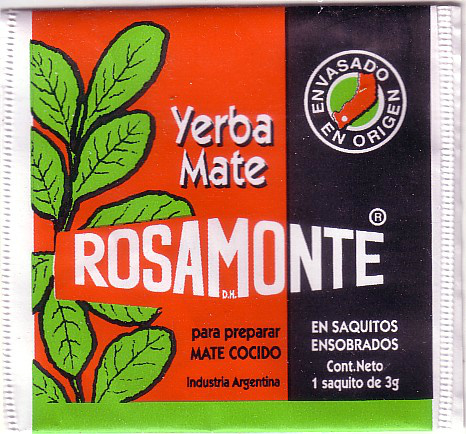 ENVASADO
EN ORIGEN
Yerba
Mate
ROSAMONTE®
D.H.
para preparar
MATE COCIDO
Industria Argentina
EN SAQUITOS
ENSOBRADOS
Cont.Neto
1 saquito de 3g